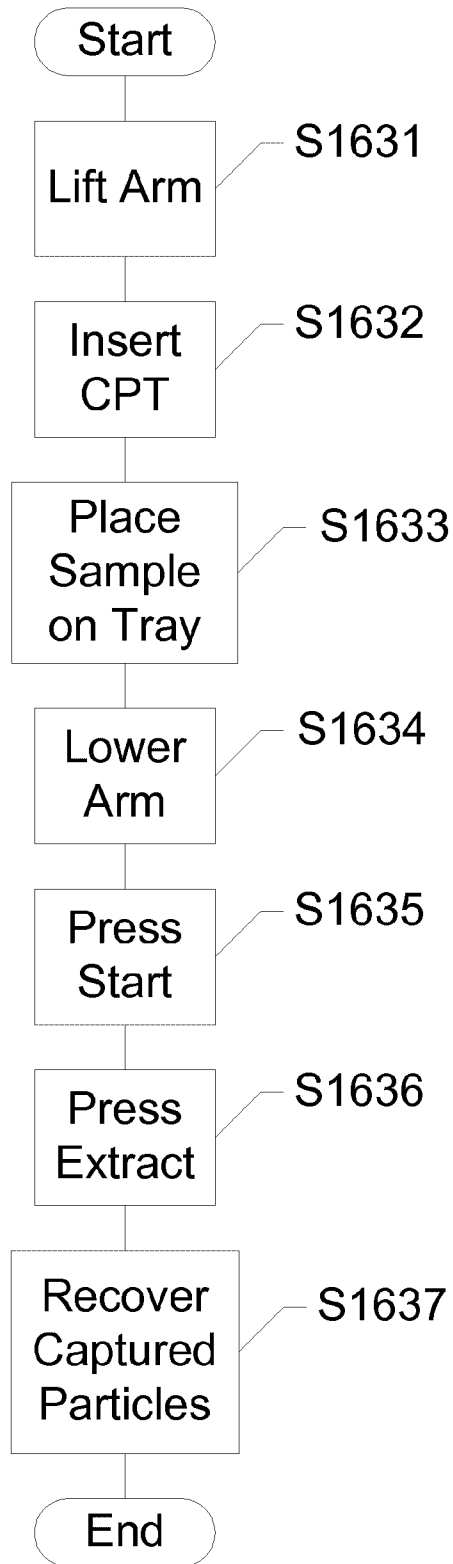 Start
Lift Arm
S1631
Insert
CPT
S1632
Place
Sample
on Tray
S1633
Lower
Arm
S1634
Press
Start
S1635
Press
Extract
S1636
Recover
Captured
Particles
S1637
End